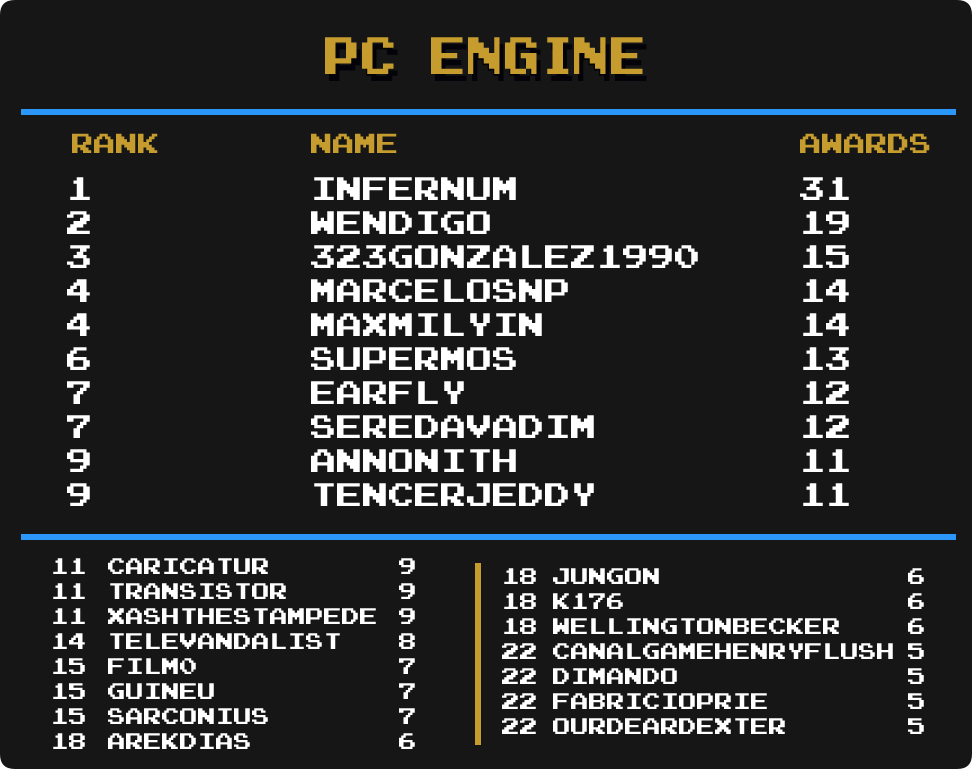 PC ENGINE
RANK NAME AWARDS
1 INFERNUM 31
2 WENDIGO 19
3 323GONZALEZ1990 15
4 MARCELOSNP 14
4 MAXMILYIN 14
6 SUPERMOS 13
7 EARFLY 12
7 SEREDAVADIM 12
9 ANNONITH 11
9 TENCERJEDDY 11
11 CARICATUR 9
11 TRANSISTOR 9
11 XASHTHESTAMPEDE 9
14 TELEVANDALIST 8
15 FILMO 7
15 GUINEU 7
15 SARCONIUS 7
18 AREKDIAS 6
18 JUNGON 6
18 K176 6
18 WELLINGTONBECKER 6
22 CANALGAMEHENRYFLUSH 5
22 DIMANDO 5
22 FABRICIOPRIE 5
22 OURDEARDEXTER 5